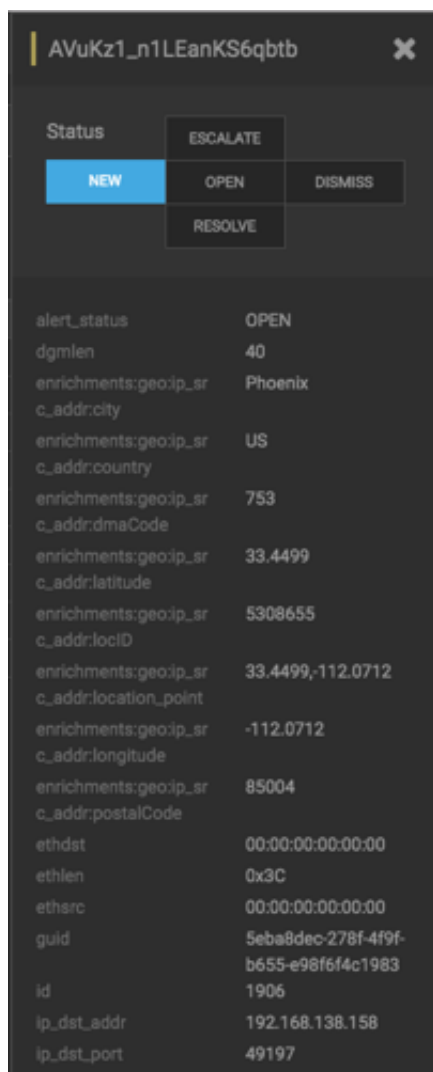 AVuKz1_n1LEanKS6qbtb
Status
ESCALATE
NEW OPEN DISMISS
RESOLVE
alert_status OPEN
dgmlen 40
enrichments:geo:ip_sr Phoenix
c_addr:city
enrichments:geo:ip_sr US
c_addr:country
enrichments:geo:ip_sr 753
c_addr:dmaCode
enrichments:geo:ip_sr 33.4499
c_addr:latitude
enrichments:geo:ip_sr 5308655
c_addr:locID
enrichments:geo:ip_sr 33.4499,-112.0712
c_addr:location_point
enrichments:geo:ip_sr -112.0712
c_addr:longitude
enrichments:geo:ip_sr 85004
c_addr:postalCode
ethdst 00:00:00:00:00:00
ethlen 0x3C
ethsrc 00:00:00:00:00:00
guid 5eba8dec-278f-4f9f-
b655-e98f6f4c1983
id 1906
ip_dst_addr 192.168.138.158
ip_dst_port 49197